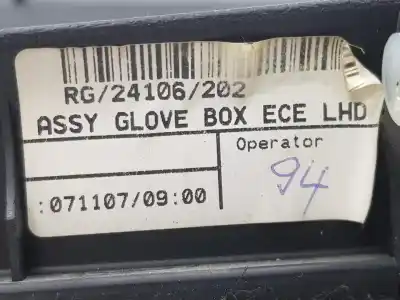 RG/24106/202
ASSY GLOVE BOX ECE LHD
Operator
94
:071107/09:00